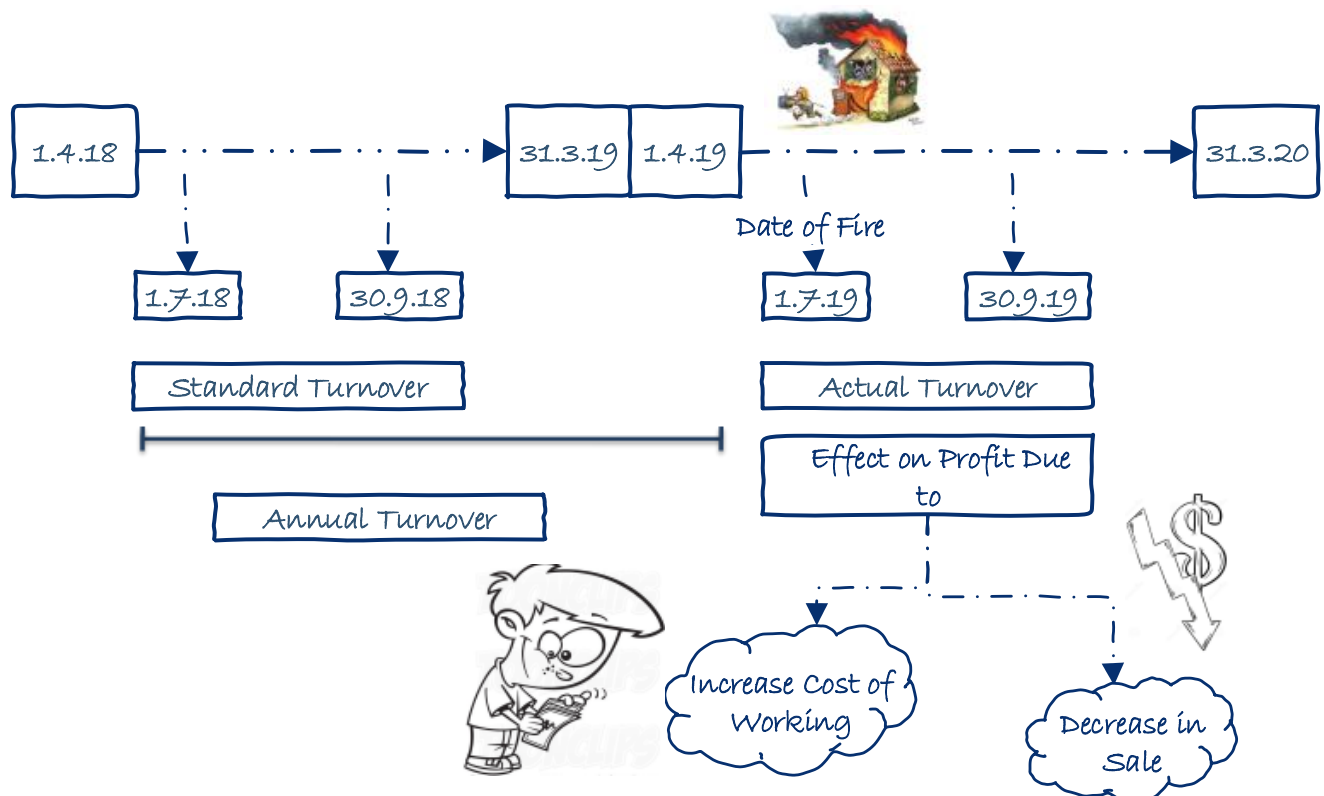 1.4.18
31.3.19
1.4.19
31.3.20
Date of Fire
1.7.18
30.9.18
1.7.19
30.9.19
Standard Turnover
Actual Turnover
Effect on Profit Due
to
Annual Turnover
Increase Cost of
Working
Decrease in
Sale